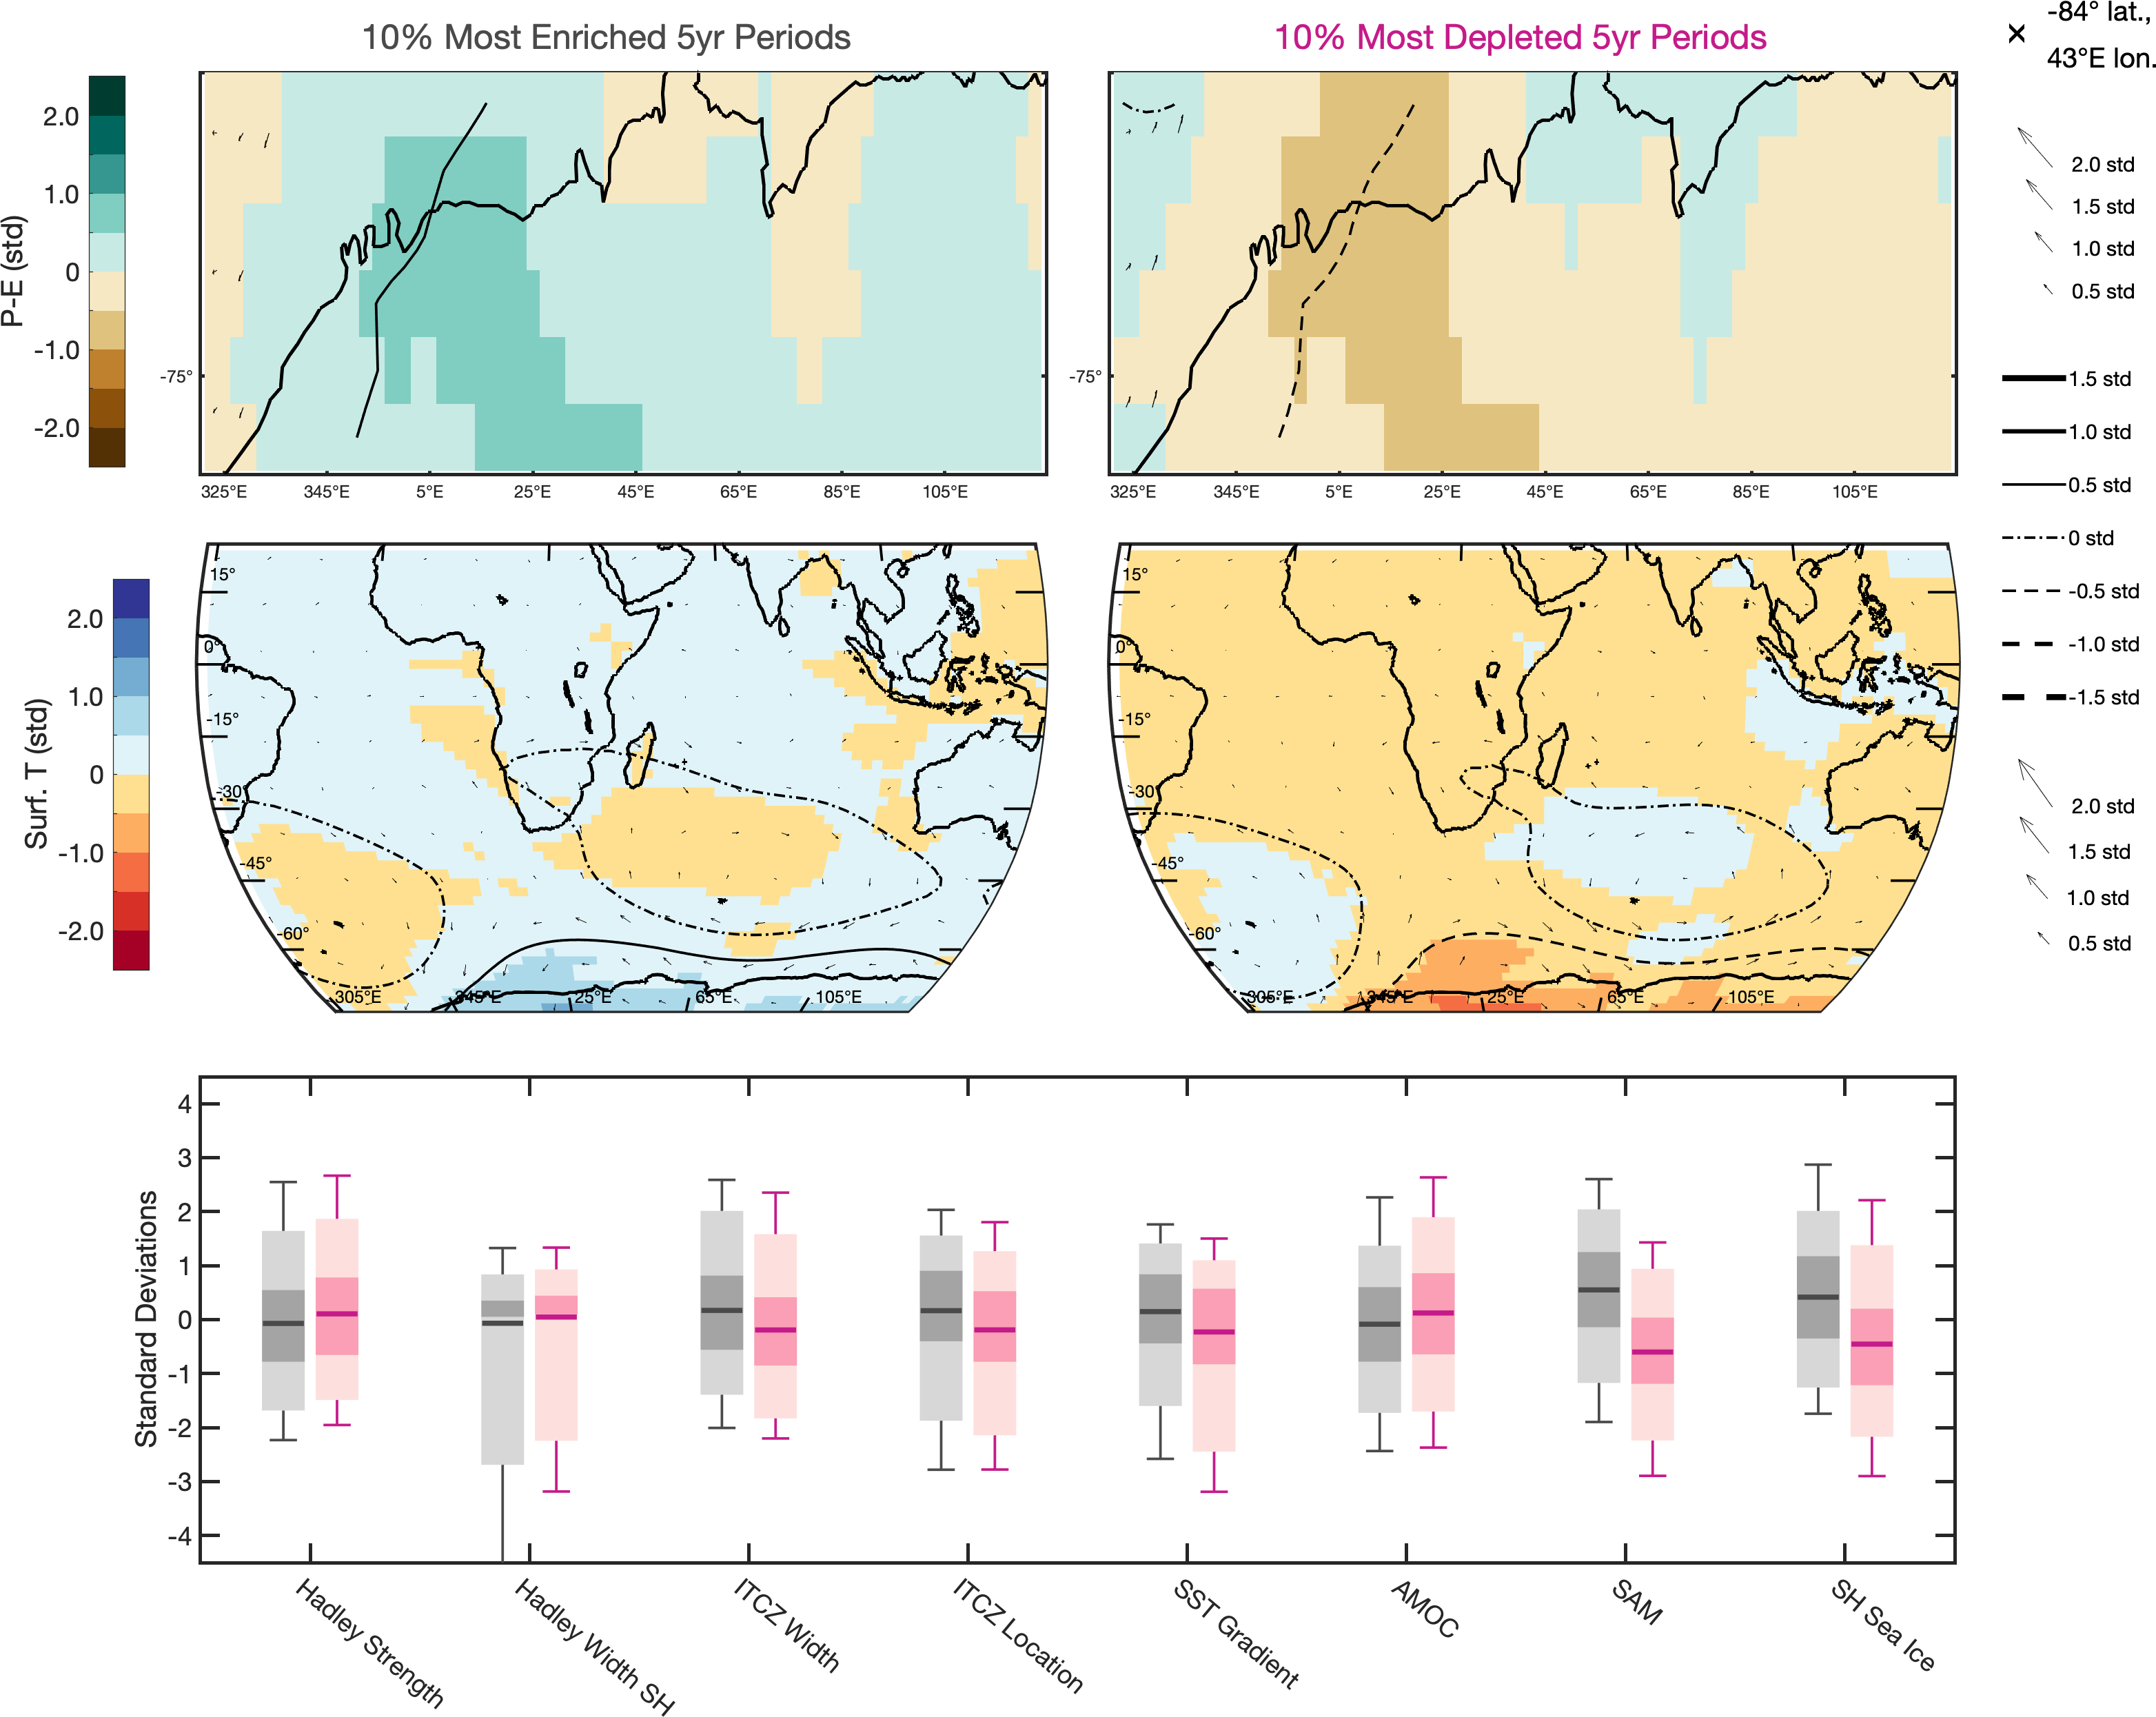 10% Most Enriched 5yr Periods
10% Most Depleted 5yr Periods
-84° lat.,
43°E lon.
P-E (std)
2.0
1.0
0
-1.0
-2.0
-75°
325°E 345°E 5°E 25°E 45°E 65°E 85°E 105°E
-75°
325°E 345°E 5°E 25°E 45°E 65°E 85°E 105°E
2.0 std
1.5 std
1.0 std
0.5 std
1.5 std
1.0 std
0.5 std
0 std
-0.5 std
-1.0 std
-1.5 std
Surf. T (std)
2.0
1.0
0
-1.0
-2.0
15°
0°
-15°
-30
-45°
-60°
305°E 345°E 25°E 65°E 105°E
15°
0°
-15°
-30
-45°
-60°
305°E 345°E 25°E 65°E 105°E
2.0 std
1.5 std
1.0 std
0.5 std
Standard Deviations
4
3
2
1
0
-1
-2
-3
-4
Hadley Strength
Hadley Width SH
ITCZ Width
ITCZ Location
SST Gradient
AMOC
SAM
SH Sea Ice